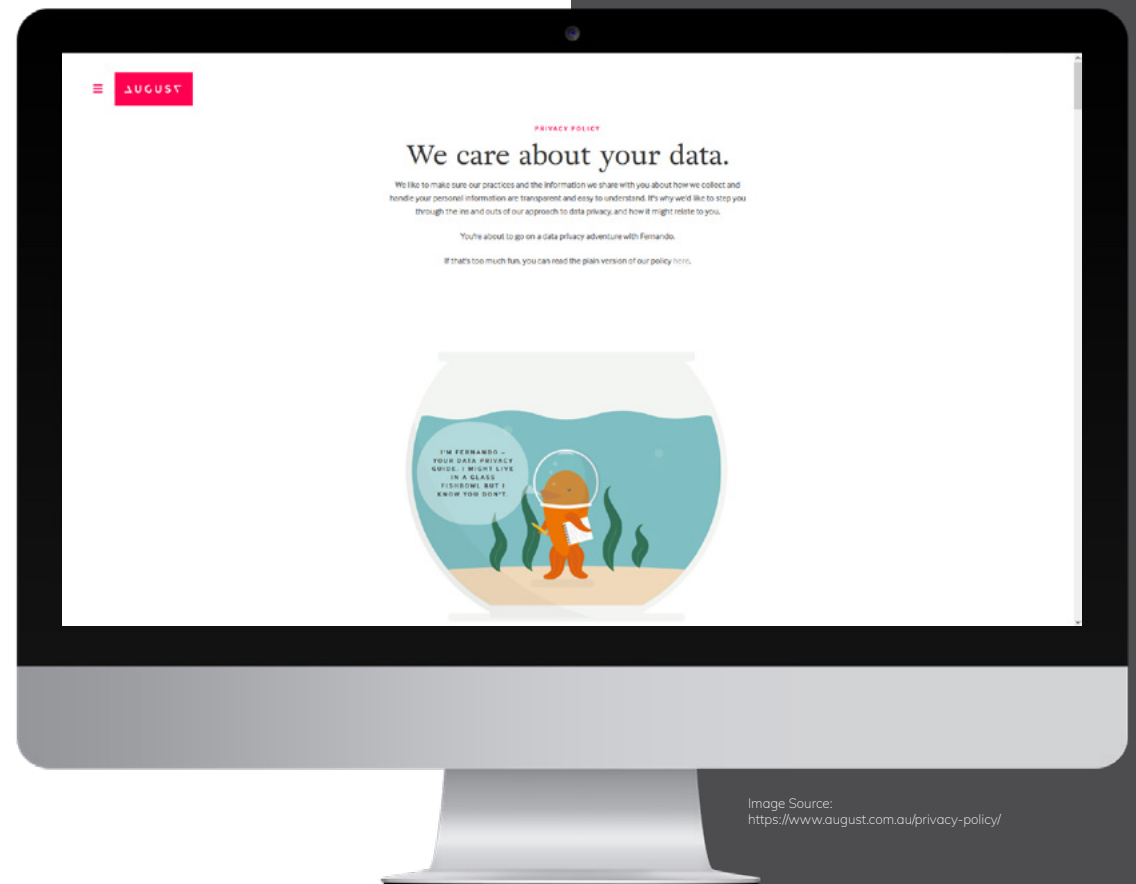 AUGUST
PRIVACY POLICY
We care about your data.
We like to make sure our practices and the information we share with you about how we collect and
handle your personal information are transparent and easy to understand. It's why we'd like to step you
through the ins and outs of our approach to data privacy, and how it might relate to you.
You're about to go on a data privacy adventure with Fernando.
If that's too much fun, you can read the plain version of our policy here.
I'M FERNANDO –
YOUR DATA PRIVACY
GUIDE. I MIGHT LIVE
IN A GLASS
FISHBOWL BUT I
KNOW YOU DON'T.
Image Source:
https://www.august.com.au/privacy-policy/